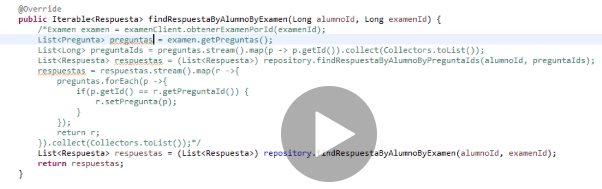 @Override
public Iterable<Respuesta> findRespuestaByAlumnoByExamen(Long alumnoId, Long examenId) {
/*Examen examen = examenClient.obtenerExamenPorId(examenId);
List<Pregunta> preguntas = examen.getPreguntas();
List<Long> preguntaIds = preguntas.stream().map(p -> p.getId()).collect(Collectors.toList());
List<Respuesta> respuestas = (List<Respuesta>) repository.findRespuestaByAlumnoByPreguntaIds(alumnoId, preguntaIds);
respuestas = respuestas.stream().map(r ->{
preguntas.forEach(p ->{
if(p.getId() == r.getPreguntaId()) {
r.setPregunta(p);
}
});
return r;
}).collect(Collectors.toList());*/
List<Respuesta> respuestas = (List<Respuesta>) repository.findRespuestaByAlumnoByExamen(alumnoId, examenId);
return respuestas;
}